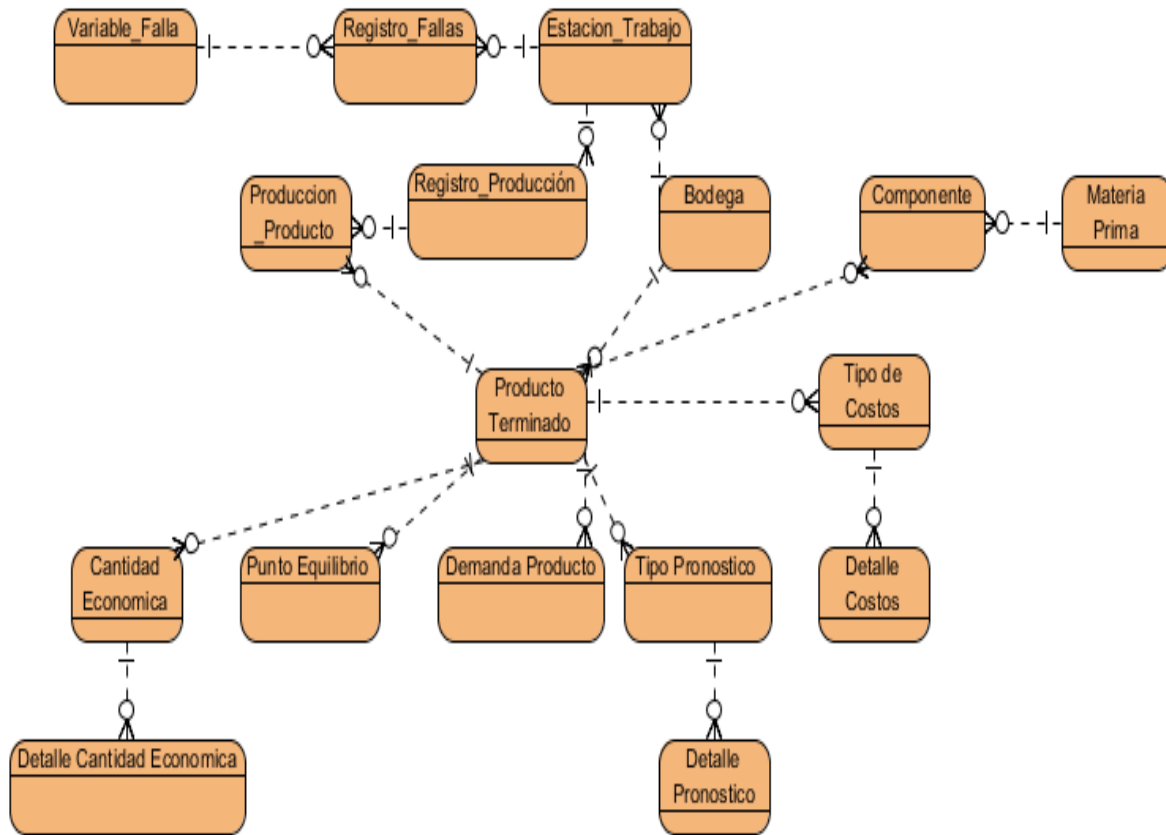 Variable_Falla
Registro_Fallas
Estacion_Trabajo
Produccion
_Producto
Registro_Producción
Bodega
Componente
Materia
Prima
Producto
Terminado
Tipo de
Costos
Cantidad
Economica
Punto Equilibrio
Demanda Producto
Tipo Pronostico
Detalle
Costos
Detalle Cantidad Economica
Detalle
Pronostico